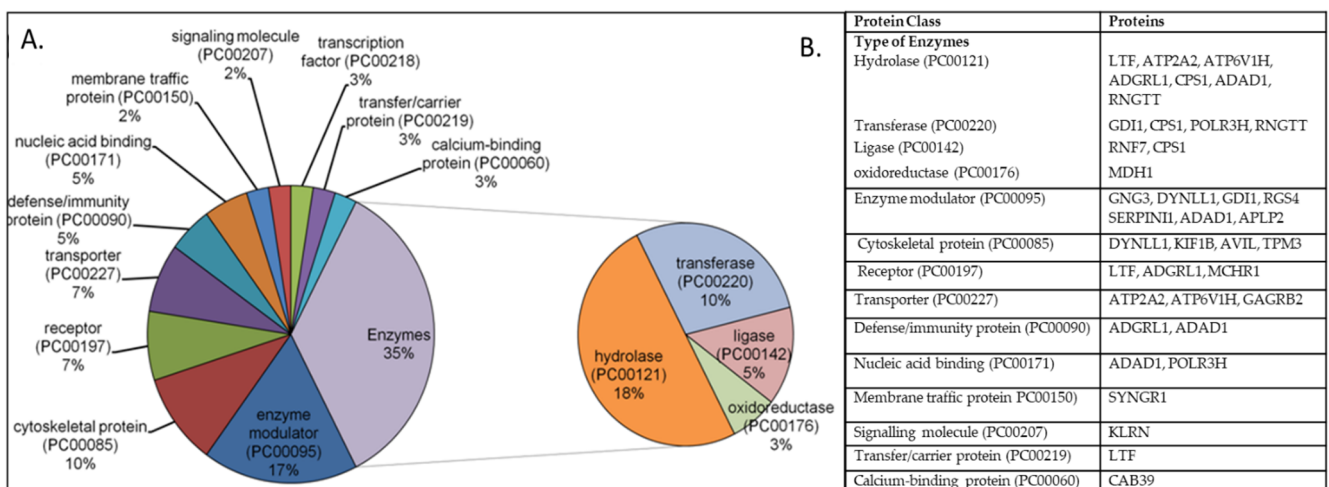 A.
signaling molecule
(PC00207)
2%
transcription
factor (PC00218)
3%
membrane traffic
protein (PC00150)
2%
transfer/carrier
protein (PC00219)
3%
nucleic acid binding
(PC00171)
5%
calcium-binding
protein (PC00060)
3%
defense/immunity
protein (PC00090)
5%
transporter
(PC00227)
7%
receptor
(PC00197)
7%
cytoskeletal protein
(PC00085)
10%
enzyme
modulator
(PC00095)
17%
Enzymes
35%
transferase
(PC00220)
10%
ligase
(PC00142)
5%
hydrolase
(PC00121)
18%
oxidoreductase
(PC00176)
3%
B.
Protein Class Proteins
Type of Enzymes
Hydrolase (PC00121) LTF, ATP2A2, ATP6V1H,
ADGRL1, CPS1, ADAD1,
RNGTT
Transferase (PC00220) GDI1, CPS1, POLR3H, RNGTT
Ligase (PC00142) RNF7, CPS1
oxidoreductase (PC00176) MDH1
Enzyme modulator (PC00095) GNG3, DYNLL1, GDI1, RGS4
SERPINI1, ADAD1, APLP2
Cytoskeletal protein (PC00085) DYNLL1, KIF1B, AVIL, TPM3
Receptor (PC00197) LTF, ADGRL1, MCHR1
Transporter (PC00227) ATP2A2, ATP6V1H, GAGRB2
Defense/immunity protein (PC00090) ADGRL1, ADAD1
Nucleic acid binding (PC00171) ADAD1, POLR3H
Membrane traffic protein PC00150) SYNGR1
Signalling molecule (PC00207) KLRN
Transfer/carrier protein (PC00219) LTF
Calcium-binding protein (PC00060) CAB39